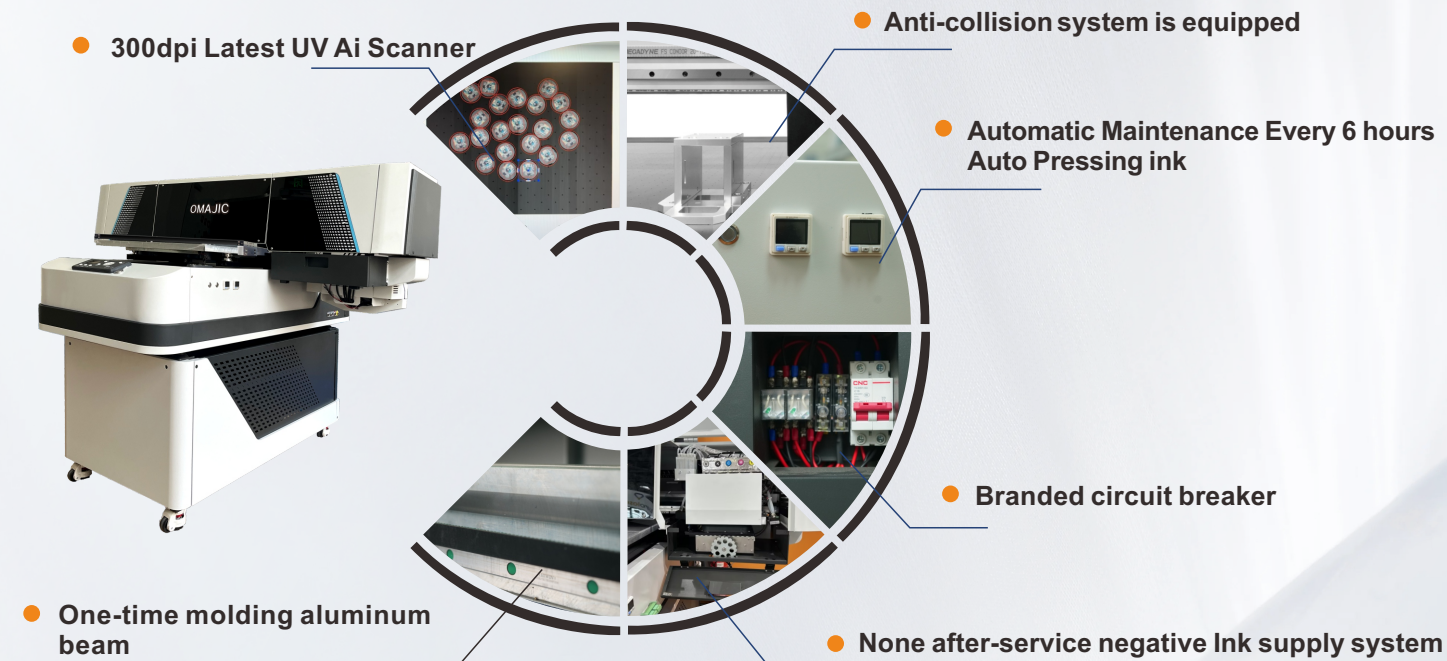 300dpi Latest UV Ai Scanner
Anti-collision system is equipped
Automatic Maintenance Every 6 hours
Auto Pressing ink
OMAJIC
CNC
Branded circuit breaker
One-time molding aluminum
beam
None after-service negative Ink supply system